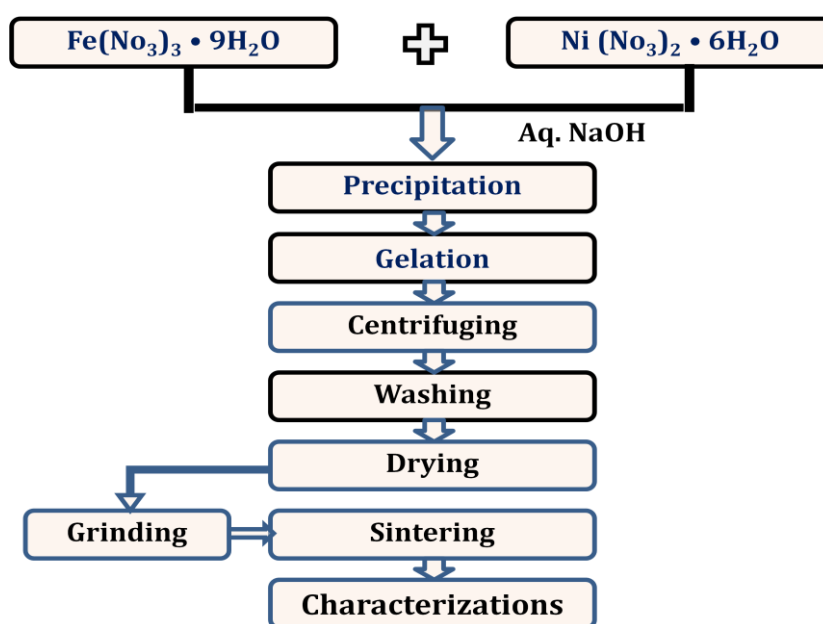 Fe(No₃)₃ • 9H₂O
Ni (No₃)₂ • 6H₂O
Aq. NaOH
Precipitation
Gelation
Centrifuging
Washing
Drying
Grinding
Sintering
Characterizations